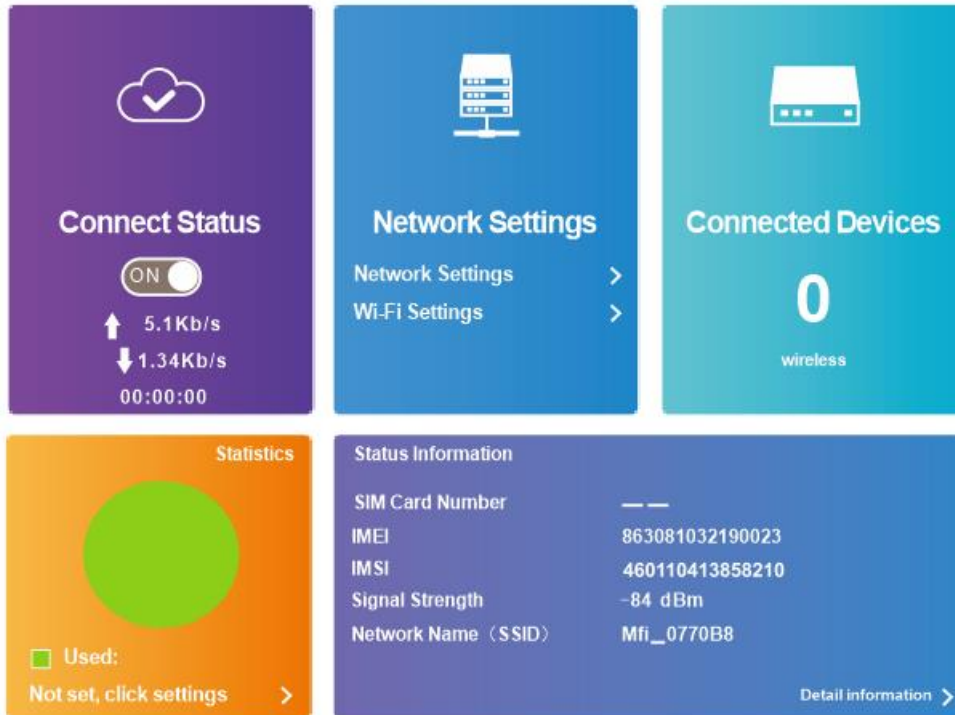 Connect Status
ON
5.1Kb/s
1.34Kb/s
00:00:00
Network Settings
Network Settings
Wi-Fi Settings
Connected Devices
0
wireless
Statistics
Used:
Not set, click settings
Status Information
SIM Card Number — —
IMEI 863081032190023
IMSI 460110413858210
Signal Strength -84 dBm
Network Name（SSID） Mfi_0770B8
Detail information